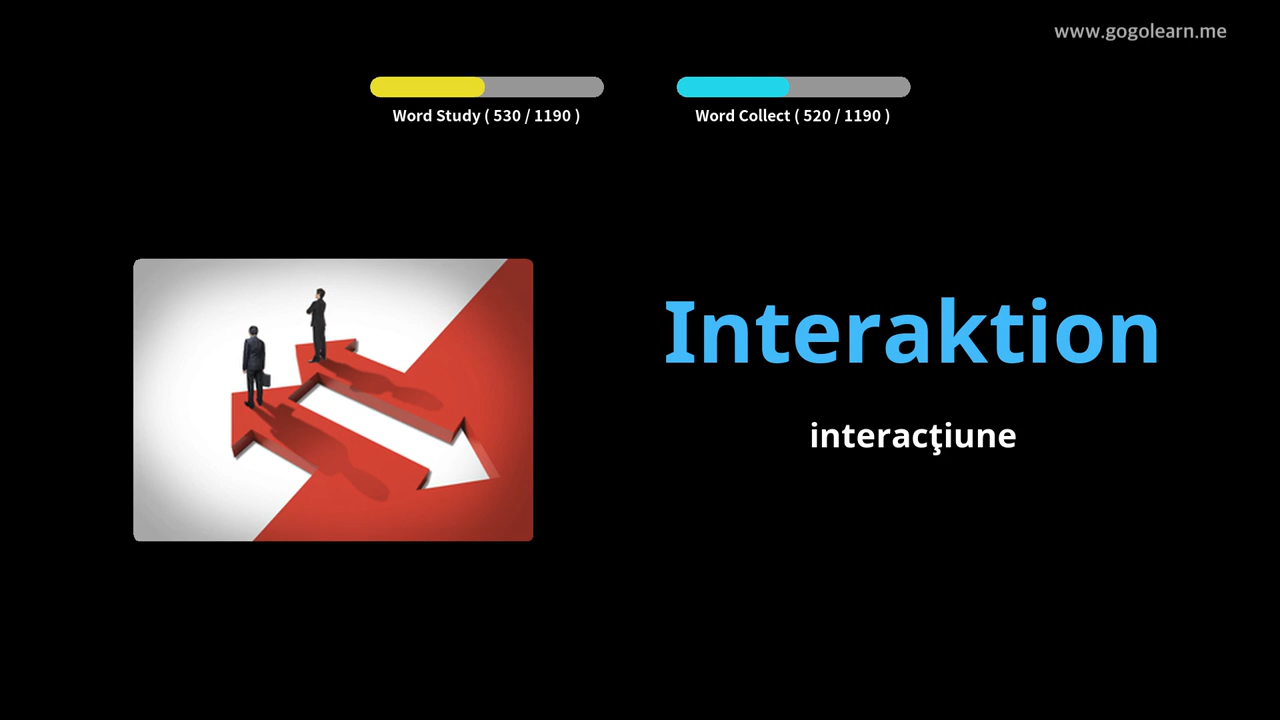 www.gogolearn.me
Word Study ( 530 / 1190 )
Word Collect ( 520 / 1190 )
Interaktion
interacţiune